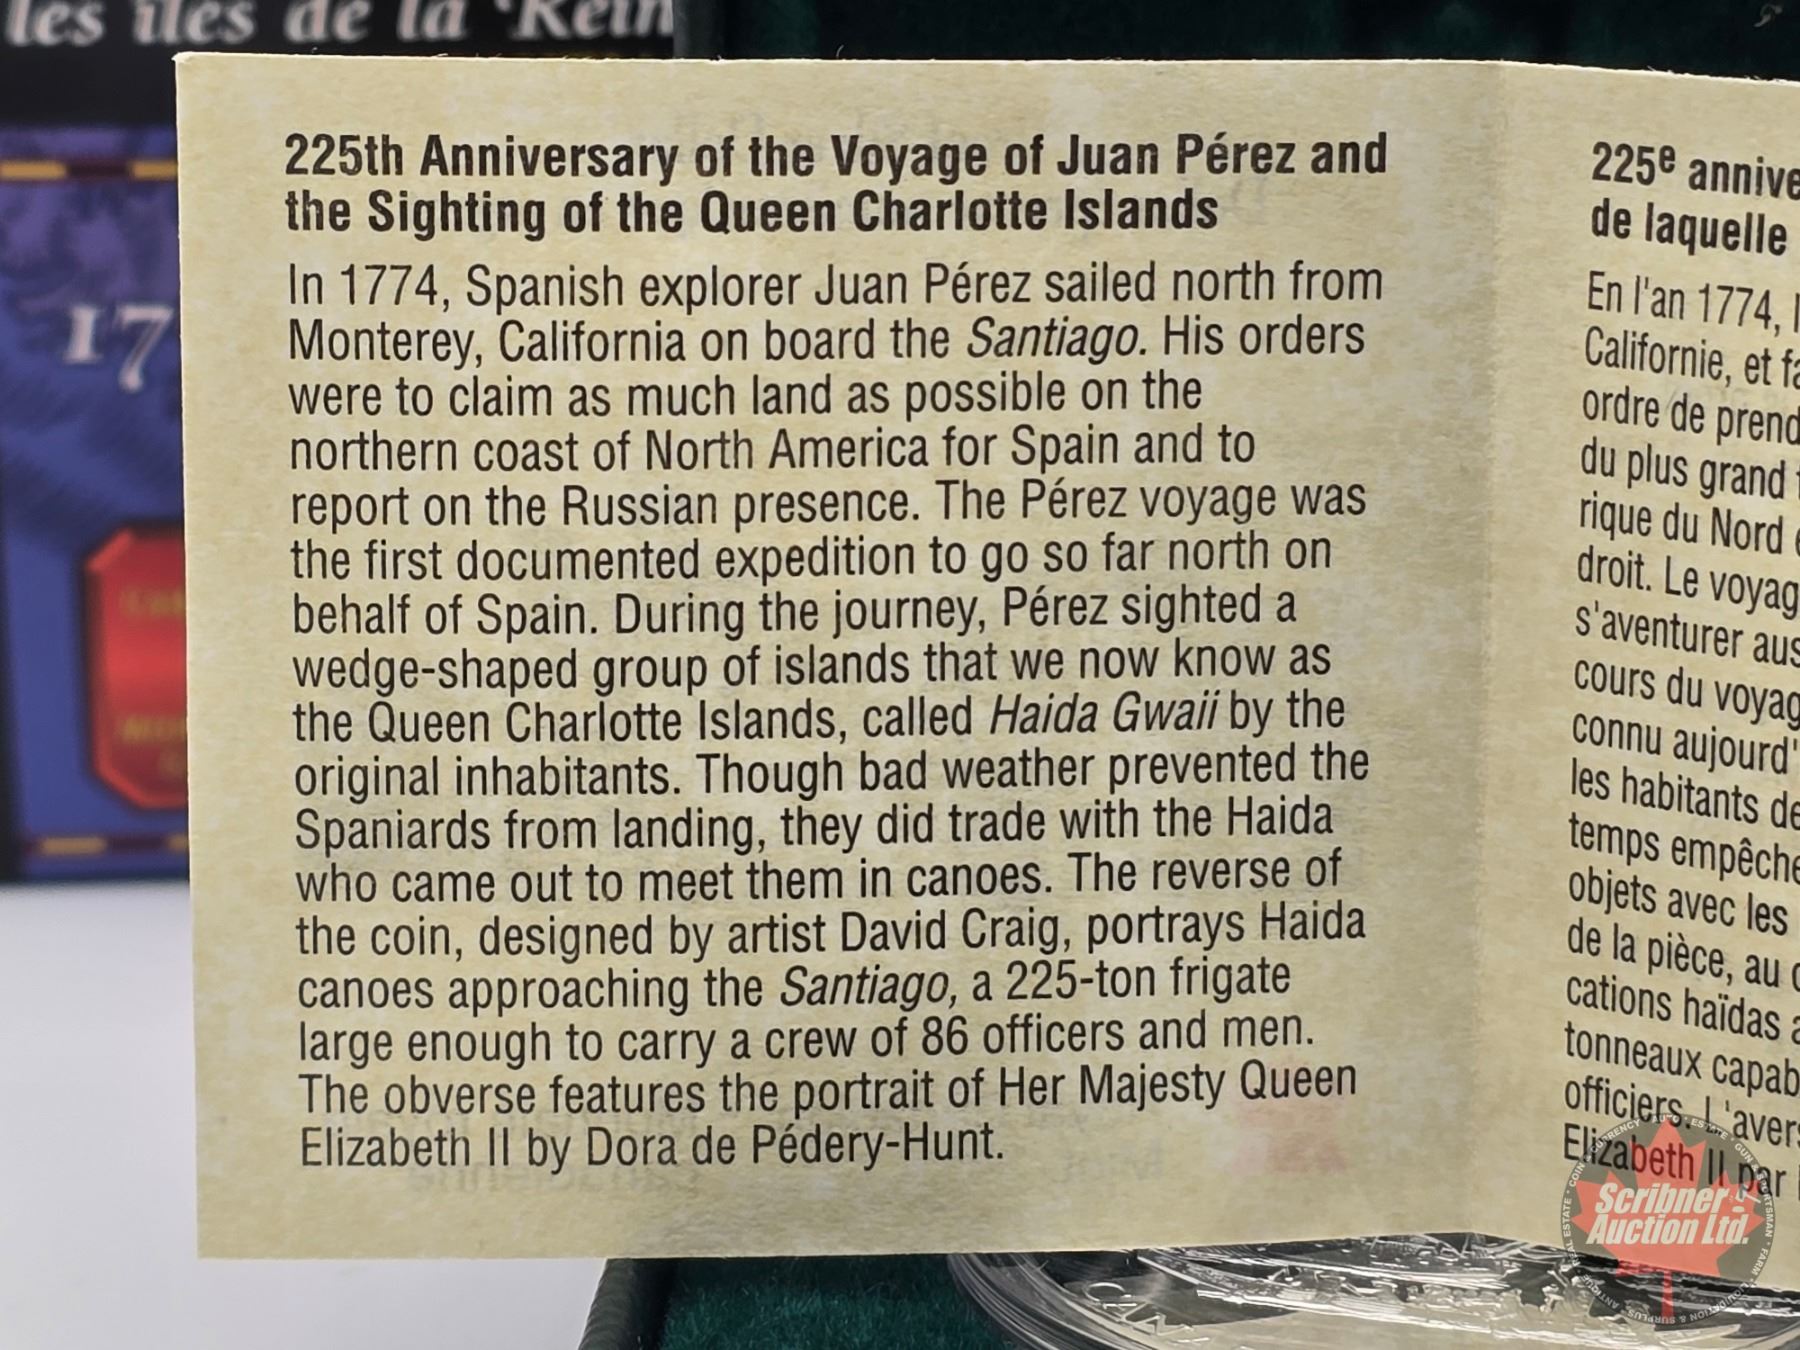 les îles de la
17
225th Anniversary of the Voyage of Juan Pérez and
the Sighting of the Queen Charlotte Islands
In 1774, Spanish explorer Juan Pérez sailed north from
Monterey, California on board the Santiago. His orders
were to claim as much land as possible on the
northern coast of North America for Spain and to
report on the Russian presence. The Pérez voyage was
the first documented expedition to go so far north on
behalf of Spain. During the journey, Pérez sighted a
wedge-shaped group of islands that we now know as
the Queen Charlotte Islands, called Haida Gwaii by the
original inhabitants. Though bad weather prevented the
Spaniards from landing, they did trade with the Haida
who came out to meet them in canoes. The reverse of
the coin, designed by artist David Craig, portrays Haida
canoes approaching the Santiago, a 225-ton frigate
large enough to carry a crew of 86 officers and men.
The obverse features the portrait of Her Majesty Queen
Elizabeth II by Dora de Pédery-Hunt.
225e annive
de laquelle
En l'an 1774,
Californie, et fa
ordre de prend
du plus grand
rique du Nord
droit. Le voyag
s'aventurer aus
cours du voyag
connu aujourd'
les habitants de
temps empêche
objets avec les
de la pièce, au
cations haïdas a
tonneaux capab
officiers. L'avers
Elizabeth II par
Scribner
Auction Ltd.